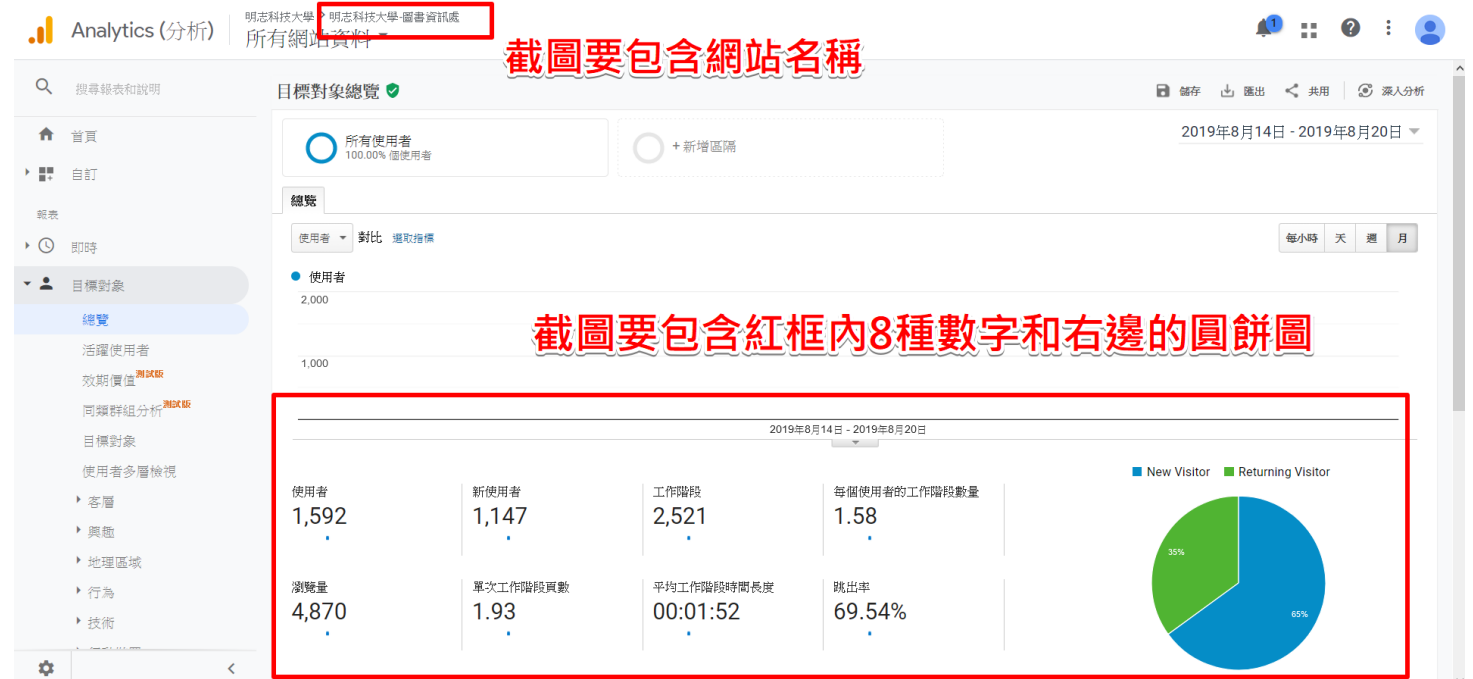 Analytics (分析)
明志科技大學 > 明志科技大學-圖書資訊處
所有網站資料
1
截圖要包含網站名稱
搜尋報表和說明
目標對象總覽
儲存
匯出
共用
深入分析
首頁
自訂
報表
即時
目標對象
總覽
活躍使用者
效期價值測試版
同類群組分析測試版
目標對象
使用者多層檢視
客層
興趣
地理區域
行為
技術
所有使用者
100.00% 個使用者
+ 新增區隔
2019年8月14日 - 2019年8月20日
總覽
使用者 對比 選取指標
每小時 天 週 月
使用者
2,000
截圖要包含紅框內8種數字和右邊的圓餅圖
1,000
2019年8月14日 - 2019年8月20日
New Visitor Returning Visitor
使用者
1,592
新使用者
1,147
工作階段
2,521
每個使用者的工作階段數量
1.58
瀏覽量
4,870
單次工作階段頁數
1.93
平均工作階段時間長度
00:01:52
跳出率
69.54%
35%
65%